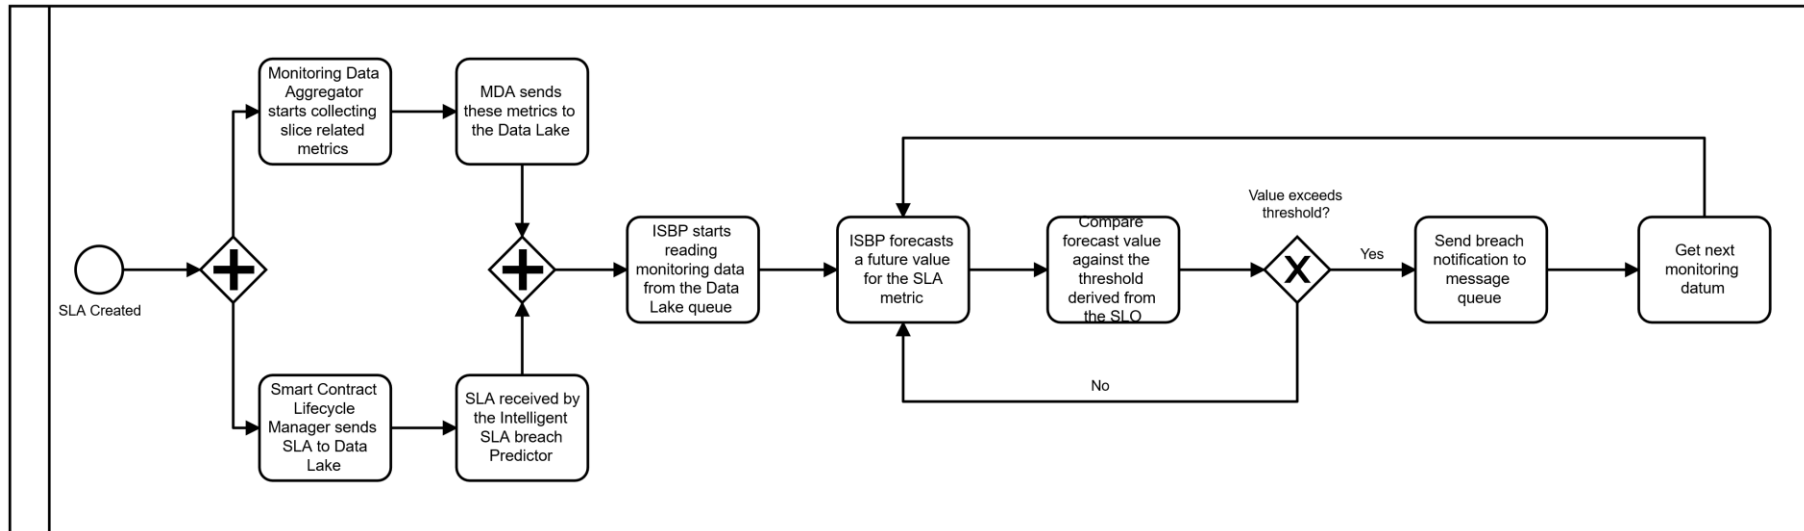 SLA Created
Monitoring Data
Aggregator
starts collecting
slice related
metrics
MDA sends
these metrics to
the Data Lake
Smart Contract
Lifecycle
Manager sends
SLA to Data
Lake
SLA received by
the Intelligent
SLA breach
Predictor
ISBP starts
reading
monitoring data
from the Data
Lake queue
ISBP forecasts
a future value
for the SLA
metric
Compare
forecast value
against the
threshold
derived from
the SLO
Value exceeds
threshold?
Yes
No
Send breach
notification to
message
queue
Get next
monitoring
datum